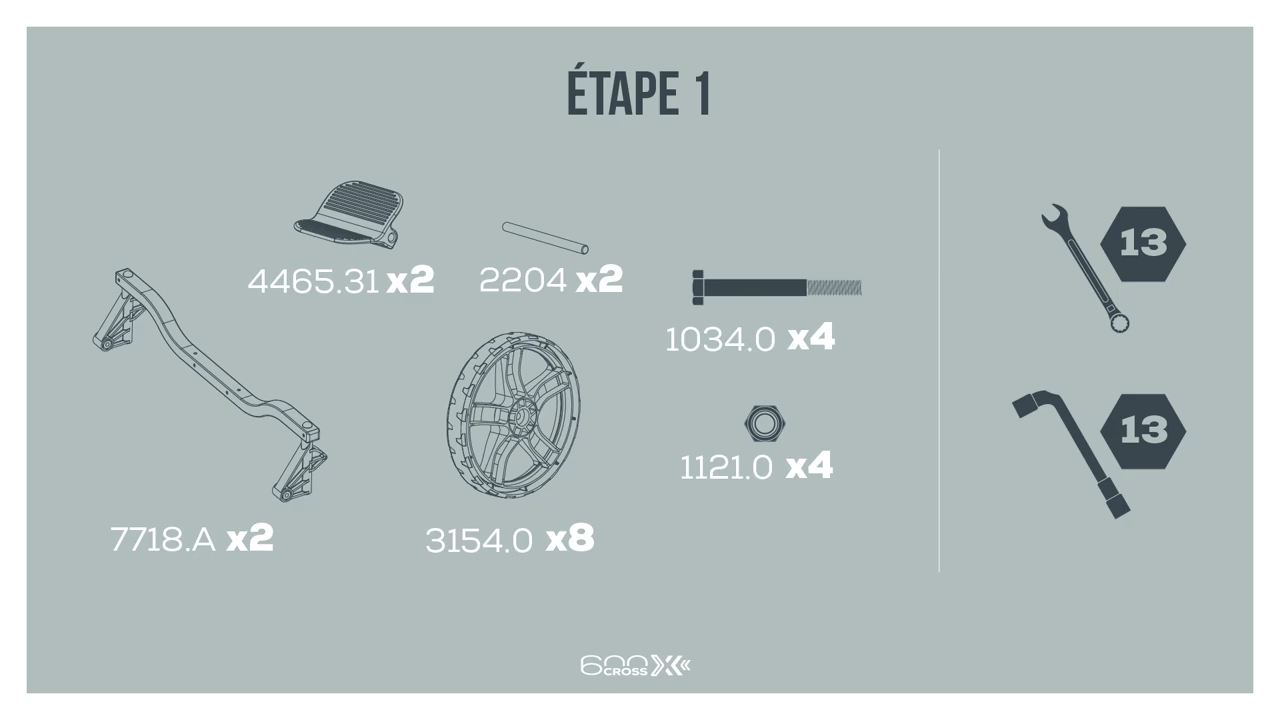 ÉTAPE 1
4465.31 x2
2204 x2
1034.0 x4
1121.0 x4
7718.A x2
3154.0 x8
13
13
600 CROSS X